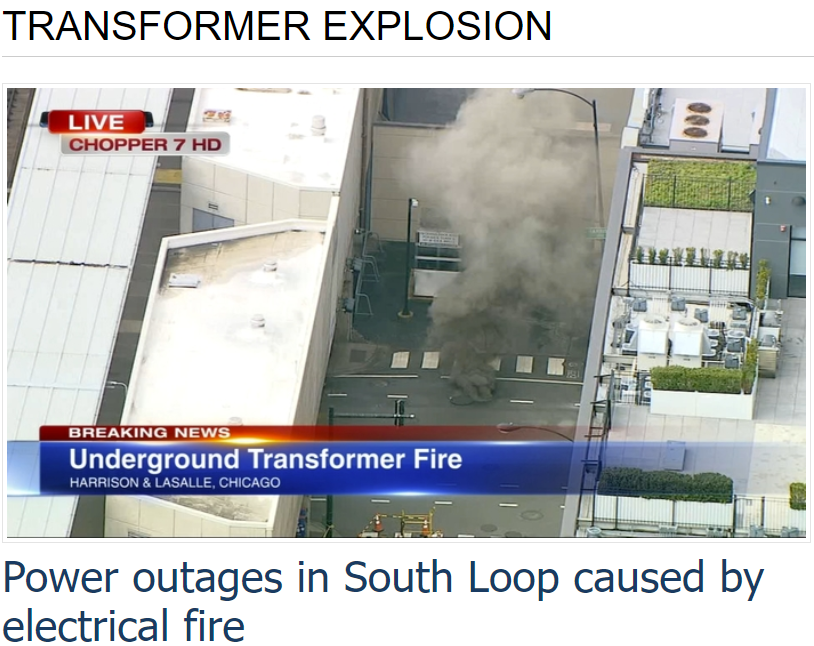 TRANSFORMER EXPLOSION
LIVE
CHOPPER 7 HD
BREAKING NEWS
Underground Transformer Fire
HARRISON & LASALLE, CHICAGO
Power outages in South Loop caused by
electrical fire